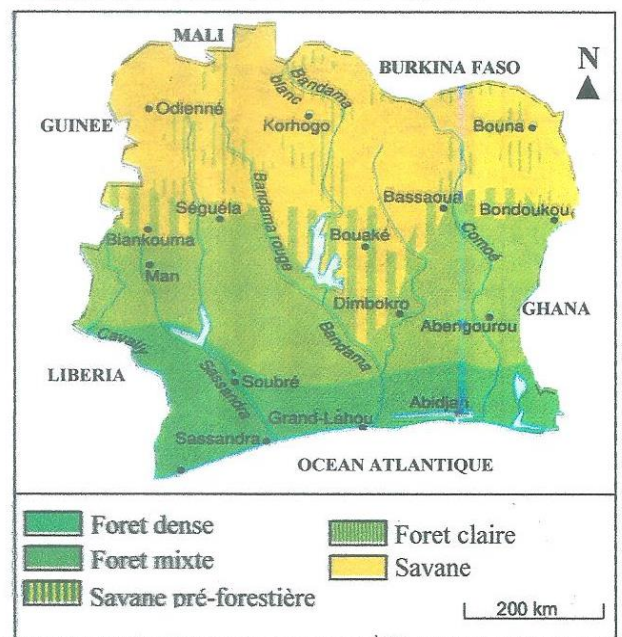 MALI
BURKINA FASO
N
GUINEE
Odienné
Bandama
blanc
Korhogo
Bouna
Bandama rouge
Séguéla
Bassaoua
Bondoukou
Biankouma
Bouaké
Comoé
Man
Dimbokro
GHANA
Abengourou
Cavally
Bandama
LIBERIA
Sassandra
Soubré
Abidjan
Grand-Lahou
Sassandra
OCEAN ATLANTIQUE
Foret dense
Foret claire
Foret mixte
Savane
Savane pré-forestière
200 km